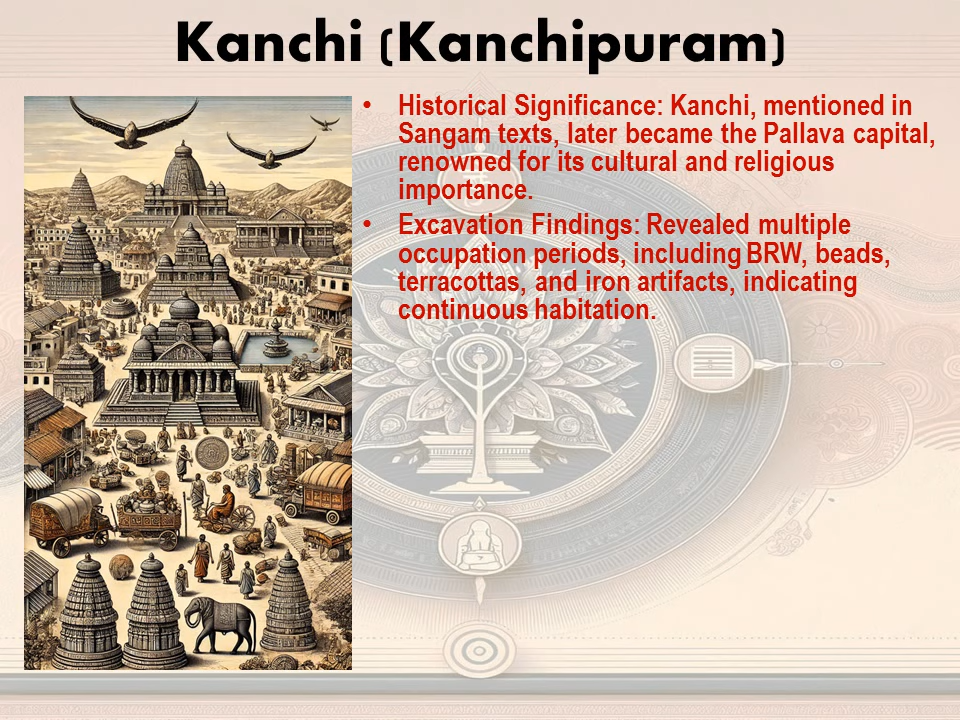 Kanchi (Kanchipuram)
• Historical Significance: Kanchi, mentioned in
Sangam texts, later became the Pallava capital,
renowned for its cultural and religious
importance.
• Excavation Findings: Revealed multiple
occupation periods, including BRW, beads,
terracottas, and iron artifacts, indicating
continuous habitation.